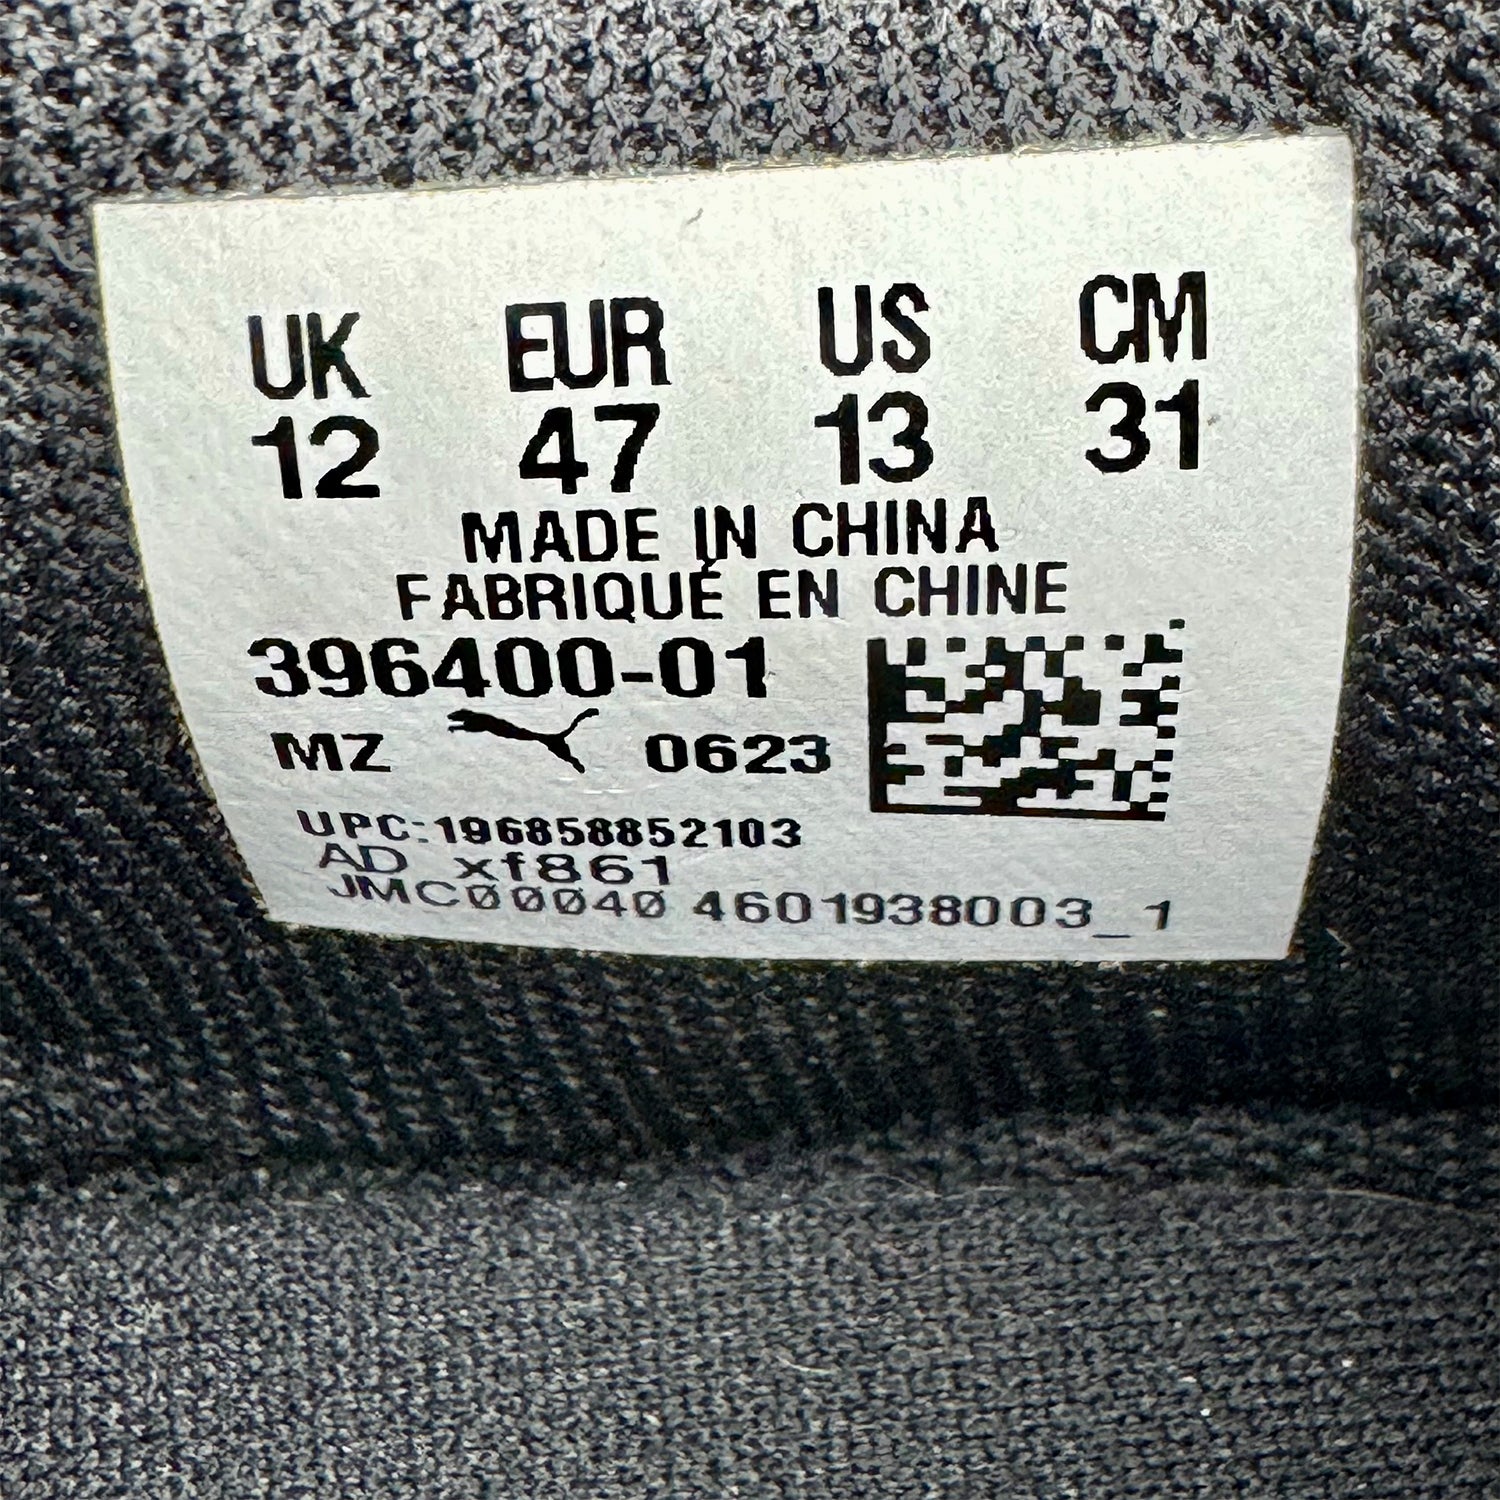 UK EUR US CM
12 47 13 31
MADE IN CHINA
FABRIQUÉ EN CHINE
396400-01
MZ 0623
UPC:196858852103
AD xf861
JMC00040 4601938003_1